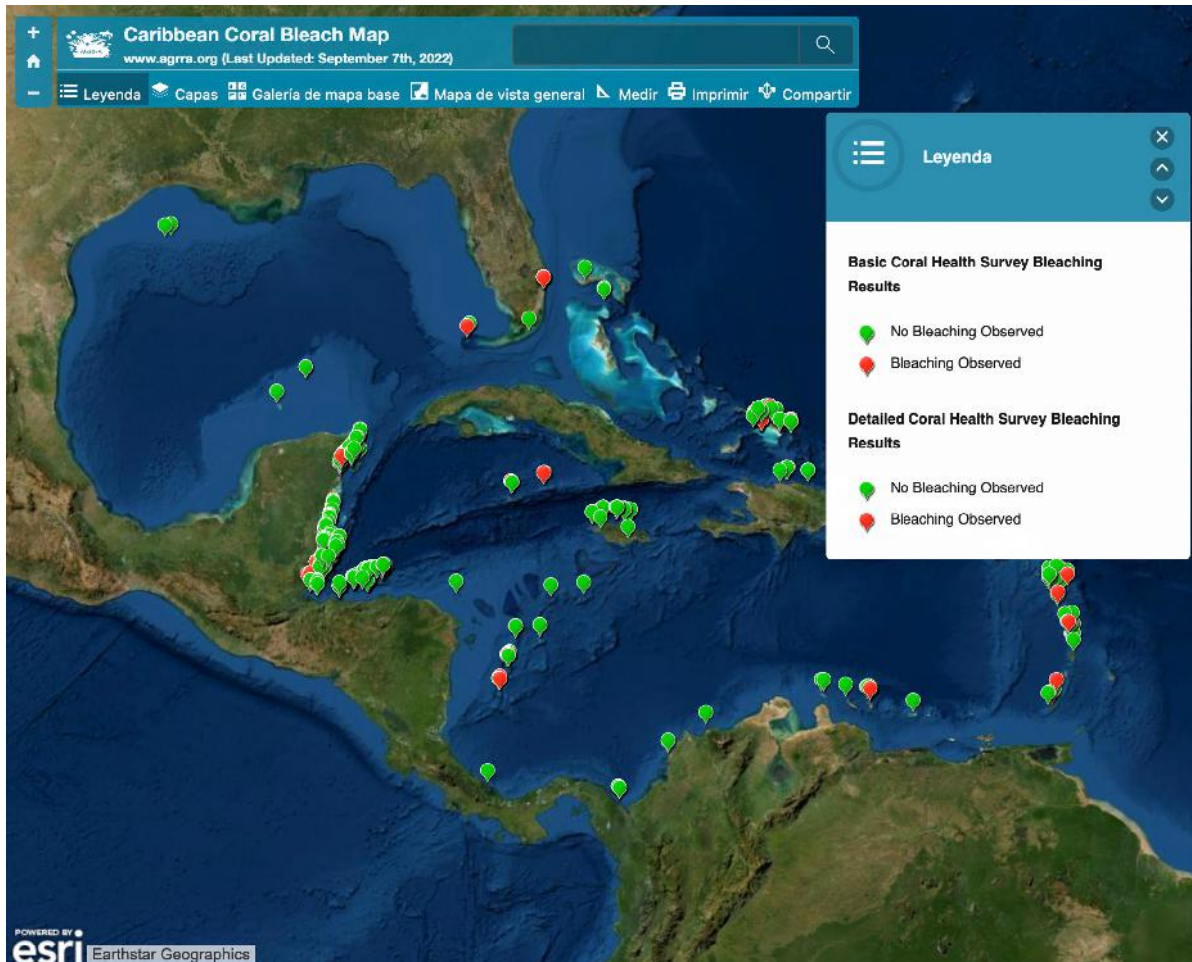 +
Caribbean Coral Bleach Map
www.agrra.org (Last Updated: September 7th, 2022)
−
Leyenda Capas Galería de mapa base Mapa de vista general Medir Imprimir Compartir
Leyenda
Basic Coral Health Survey Bleaching
Results
No Bleaching Observed
Bleaching Observed
Detailed Coral Health Survey Bleaching
Results
No Bleaching Observed
Bleaching Observed
POWERED BY
esri
Earthstar Geographics